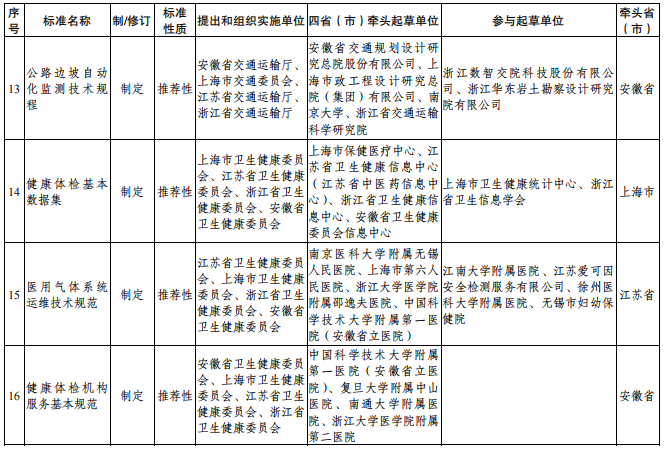 序号
标准名称
制/修订
标准性质
提出和组织实施单位
四省（市）牵头起草单位
参与起草单位
牵头省（市）
13
公路边坡自动
化监测技术规
程
制定
推荐性
安徽省交通运输厅、
上海市交通委员会、
江苏省交通运输厅、
浙江省交通运输厅
安徽省交通规划设计研
究总院股份有限公司、上
海市政工程设计研究总
院（集团）有限公司、南
京大学、浙江省交通运输
科学研究院
浙江数智交院科技股份有限公
司、浙江华东岩土勘察设计研究
院有限公司
安徽省
14
健康体检基本
数据集
制定
推荐性
上海市卫生健康委员
会、江苏省卫生健康
委员会、浙江省卫生
健康委员会、安徽省
卫生健康委员会
上海市保健医疗中心、江
苏省卫生健康信息中心
（江苏省中医药信息中
心）、浙江省卫生健康信
息中心、安徽省卫生健康
委员会信息中心
上海市卫生健康统计中心、浙江
省卫生信息学会
上海市
15
医用气体系统
运维技术规范
制定
推荐性
江苏省卫生健康委员
会、上海市卫生健康
委员会、浙江省卫生
健康委员会、安徽省
卫生健康委员会
南京医科大学附属无锡
人民医院、上海市第六人
民医院、浙江大学医学院
附属邵逸夫医院、中国科
学技术大学附属第一医
院（安徽省立医院）
江南大学附属医院、江苏爱可因
安全检测服务有限公司、徐州医
科大学附属医院、无锡市妇幼保
健院
江苏省
16
健康体检机构
服务基本规范
制定
推荐性
安徽省卫生健康委员
会、上海市卫生健康
委员会、江苏省卫生
健康委员会、浙江省
卫生健康委员会
中国科学技术大学附属
第一医院（安徽省立医
院）、复旦大学附属中山
医院、南通大学附属医
院、浙江大学医学院附属
第二医院
安徽省